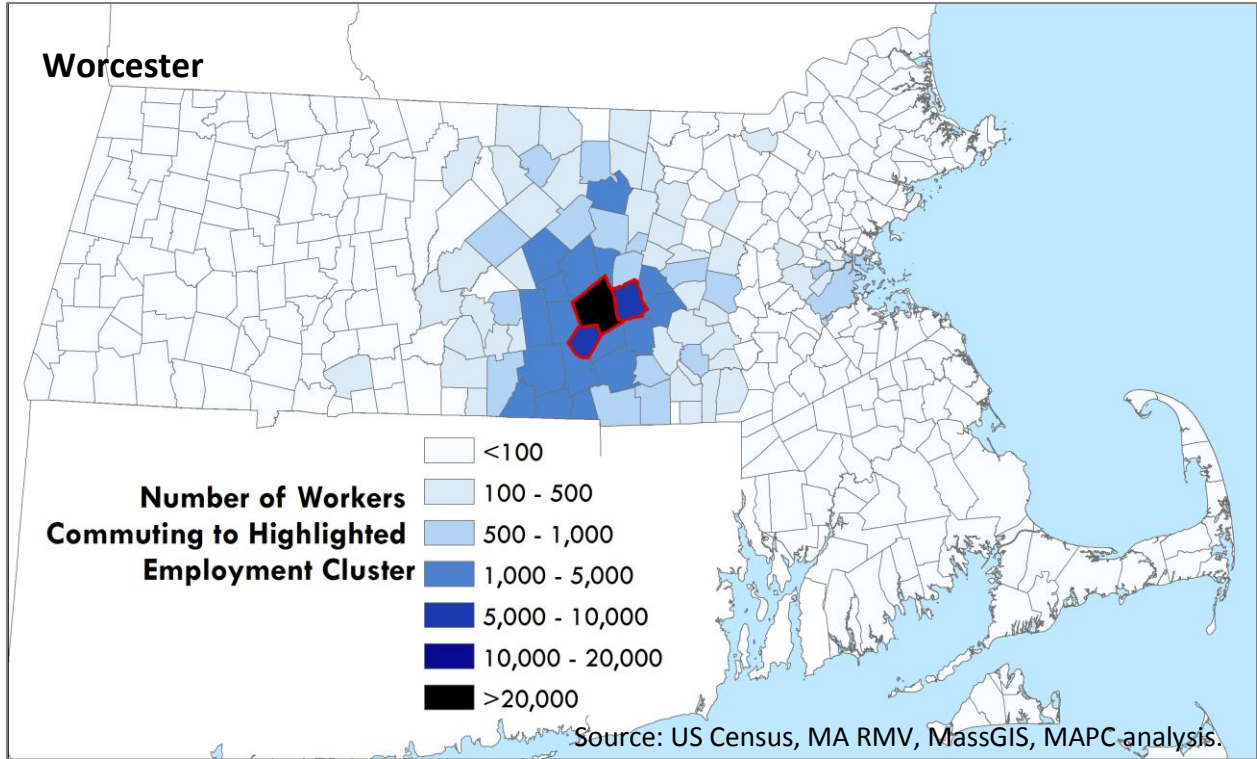 Worcester
Number of Workers
Commuting to Highlighted
Employment Cluster
<100
100 - 500
500 - 1,000
1,000 - 5,000
5,000 - 10,000
10,000 - 20,000
>20,000
Source: US Census, MA RMV, MassGIS, MAPC analysis.